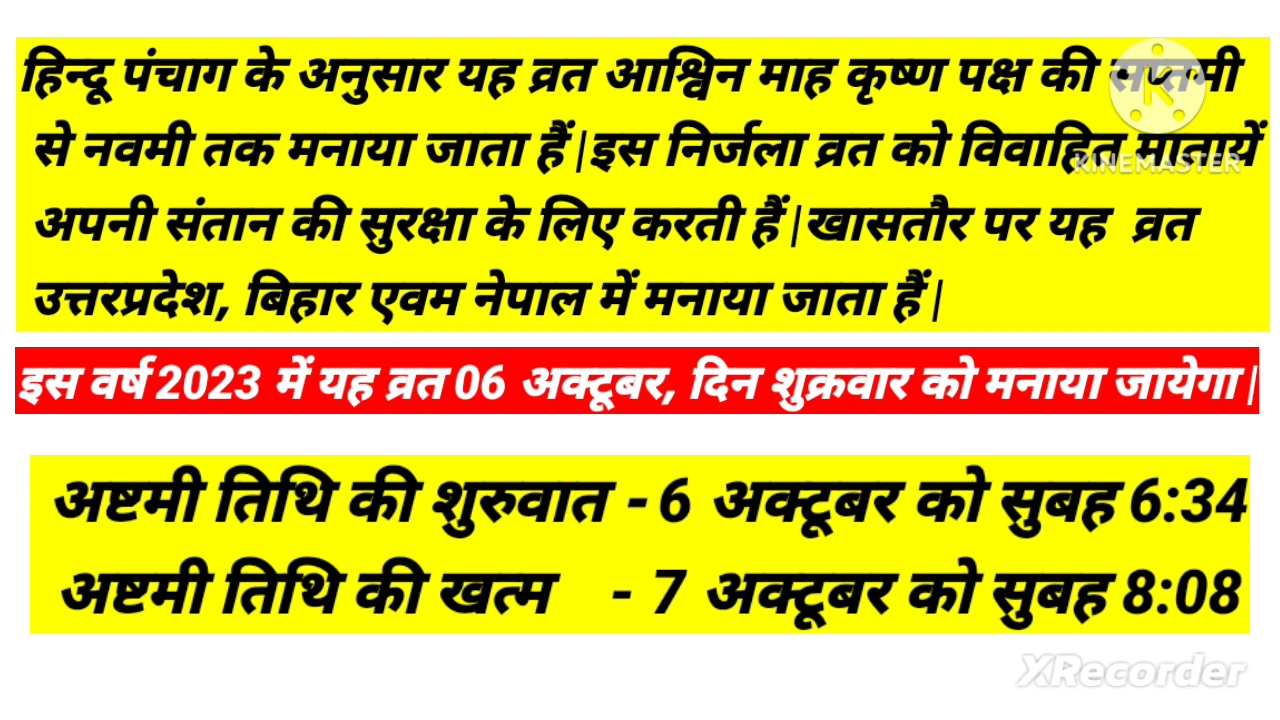 हिन्दू पंचाग के अनुसार यह व्रत आश्विन माह कृष्ण पक्ष की सप्तमी
से नवमी तक मनाया जाता हैं|इस निर्जला व्रत को विवाहित मातायें
अपनी संतान की सुरक्षा के लिए करती हैं|खासतौर पर यह व्रत
उत्तरप्रदेश, बिहार एवम नेपाल में मनाया जाता हैं|
K
KINEMASTER
इस वर्ष 2023 में यह व्रत 06 अक्टूबर, दिन शुक्रवार को मनाया जायेगा|
अष्टमी तिथि की शुरुवात - 6 अक्टूबर को सुबह 6:34
अष्टमी तिथि की खत्म - 7 अक्टूबर को सुबह 8:08
XRecorder